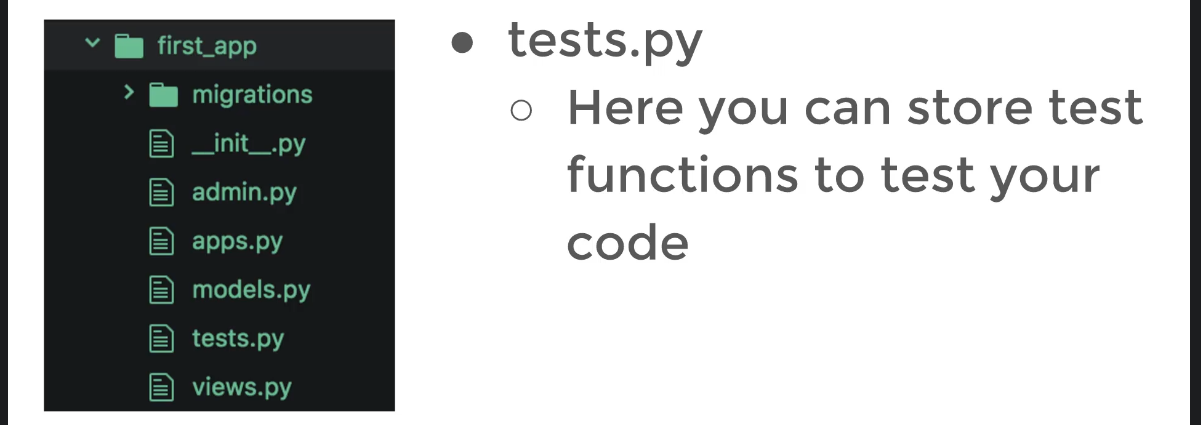 first_app
migrations
__init__.py
admin.py
apps.py
models.py
tests.py
views.py
● tests.py
○ Here you can store test
functions to test your
code